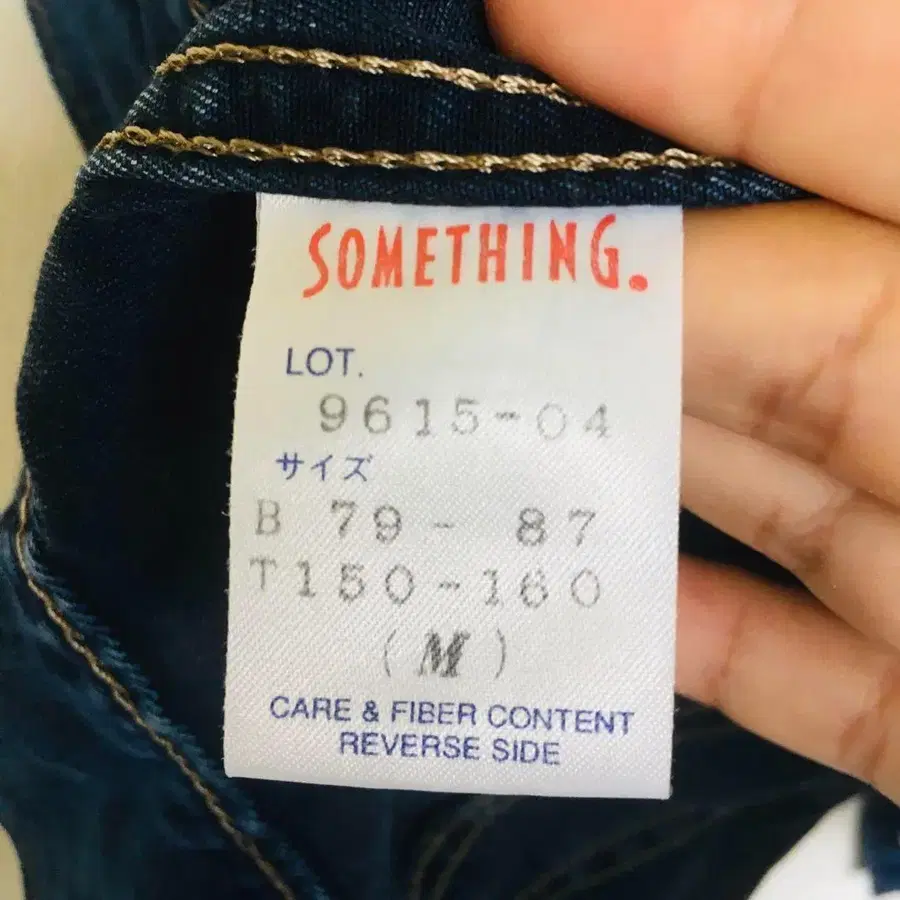 SOMETHING.
LOT.
9615-04
サイズ
B 79- 87
T150-160
(M)
CARE & FIBER CONTENT
REVERSE SIDE